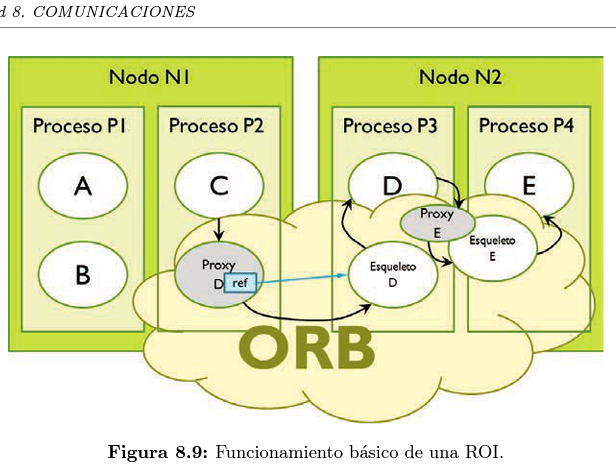 d 8. COMUNICACIONES
Nodo N1
Nodo N2
Proceso P1
Proceso P2
Proceso P3
Proceso P4
A
C
D
E
Proxy
E
B
Proxy
D
ref
Esqueleto
D
Esqueleto
E
ORB
Figura 8.9: Funcionamiento básico de una ROI.